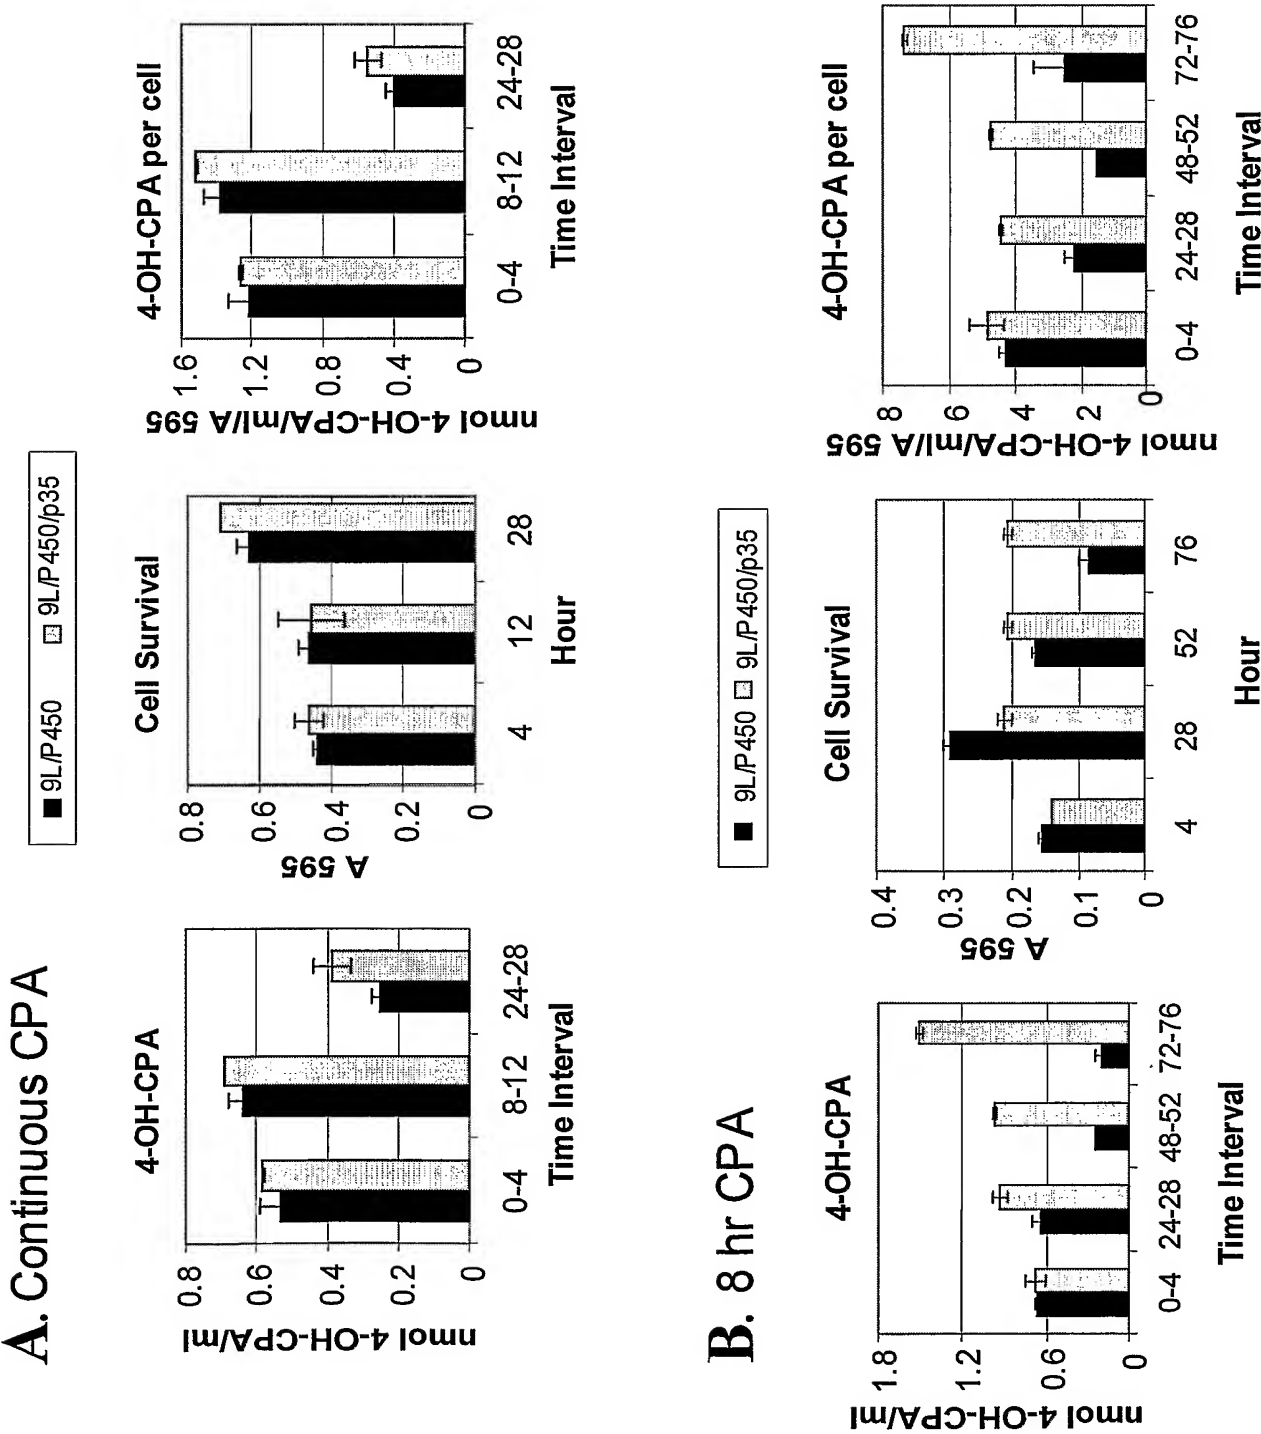 A. Continuous CPA
9L/P450 9L/P450/p35
4-OH-CPA
nmol 4-OH-CPA/ml
0.8
0.6
0.4
0.2
0
0-4 8-12 24-28
Time Interval
Cell Survival
A 595
0.8
0.6
0.4
0.2
0
4 12 28
Hour
4-OH-CPA per cell
nmol 4-OH-CPA/ml/A 595
1.6
1.2
0.8
0.4
0
0-4 8-12 24-28
Time Interval
B. 8 hr CPA
9L/P450 9L/P450/p35
4-OH-CPA
nmol 4-OH-CPA/ml
1.8
1.2
0.6
0
0-4 24-28 48-52 72-76
Time Interval
Cell Survival
A 595
0.4
0.3
0.2
0.1
0
4 28 52 76
Hour
4-OH-CPA per cell
nmol 4-OH-CPA/ml/A 595
8
6
4
2
0
0-4 24-28 48-52 72-76
Time Interval